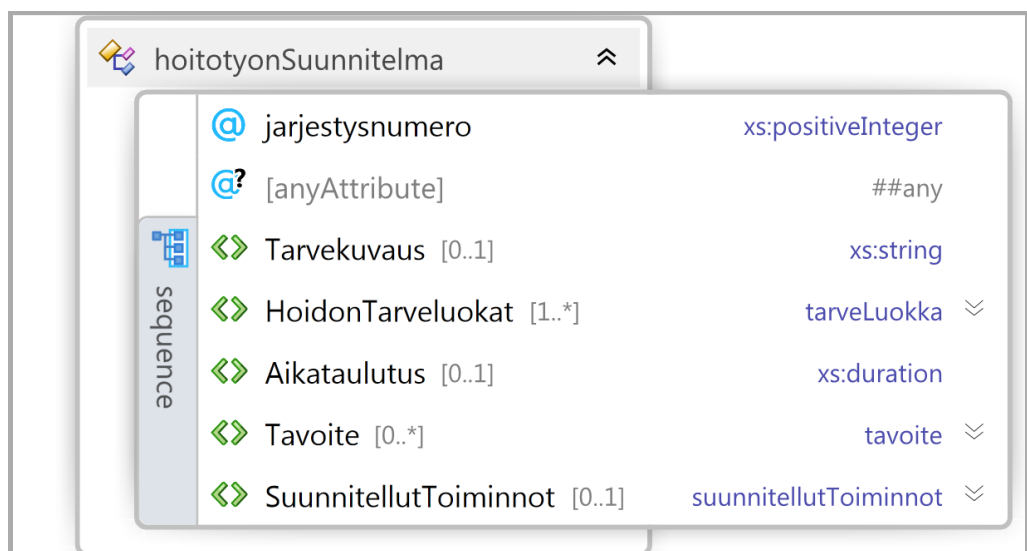 hoitotyonSuunnitelma
@ jarjestysnumero xs:positiveInteger
@? [anyAttribute] ##any
Tarvekuvaus [0..1] xs:string
HoidonTarveluokat [1..*] tarveLuokka
Aikataulutus [0..1] xs:duration
Tavoite [0..*] tavoite
SuunnitellutToiminnot [0..1] suunnitellutToiminnot
sequence